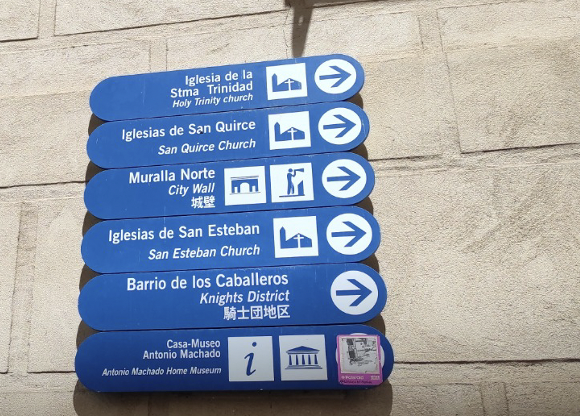 Iglesia de la
Stma Trinidad
Holy Trinity church
Iglesias de San Quirce
San Quirce Church
Muralla Norte
City Wall
城壁
Iglesias de San Esteban
San Esteban Church
Barrio de los Caballeros
Knights District
騎士団地区
Casa-Museo
Antonio Machado
Antonio Machado Home Museum
i